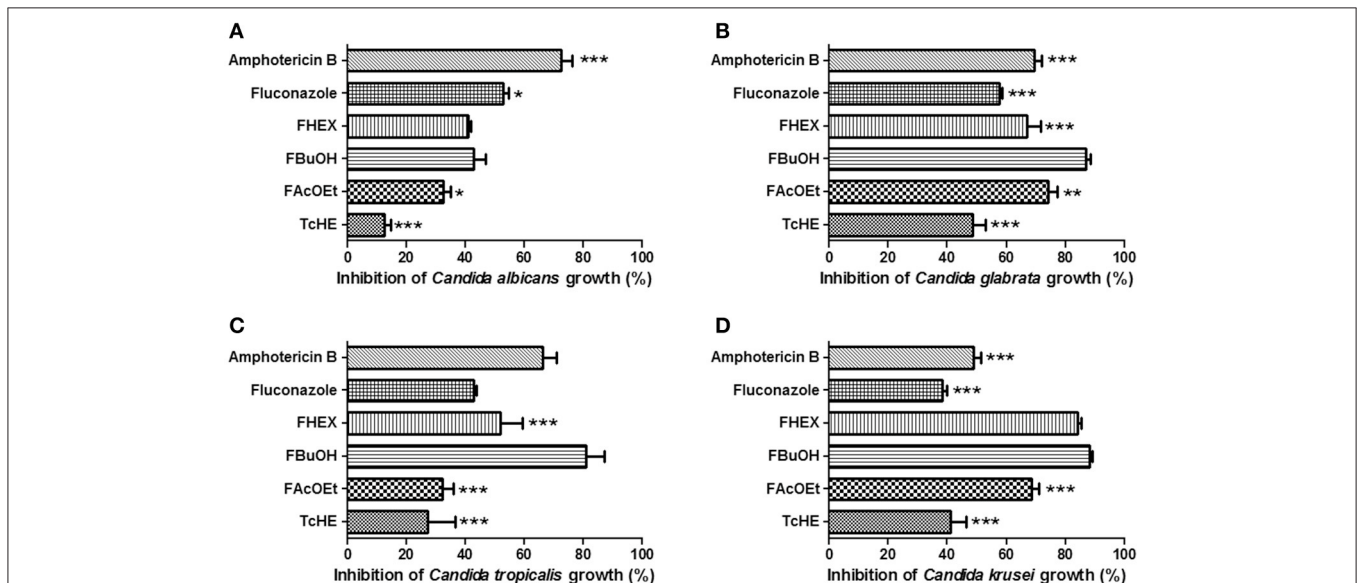 A
Amphotericin B
***
Fluconazole
*
FHEX
FBuOH
FAcOEt
*
TcHE
***
0 20 40 60 80 100
Inhibition of Candida albicans growth (%)
B
Amphotericin B
***
Fluconazole
***
FHEX
***
FBuOH
FAcOEt
**
TcHE
***
0 20 40 60 80 100
Inhibition of Candida glabrata growth (%)
C
Amphotericin B
Fluconazole
FHEX
***
FBuOH
FAcOEt
***
TcHE
***
0 20 40 60 80 100
Inhibition of Candida tropicalis growth (%)
D
Amphotericin B
***
Fluconazole
***
FHEX
FBuOH
FAcOEt
***
TcHE
***
0 20 40 60 80 100
Inhibition of Candida krusei growth (%)